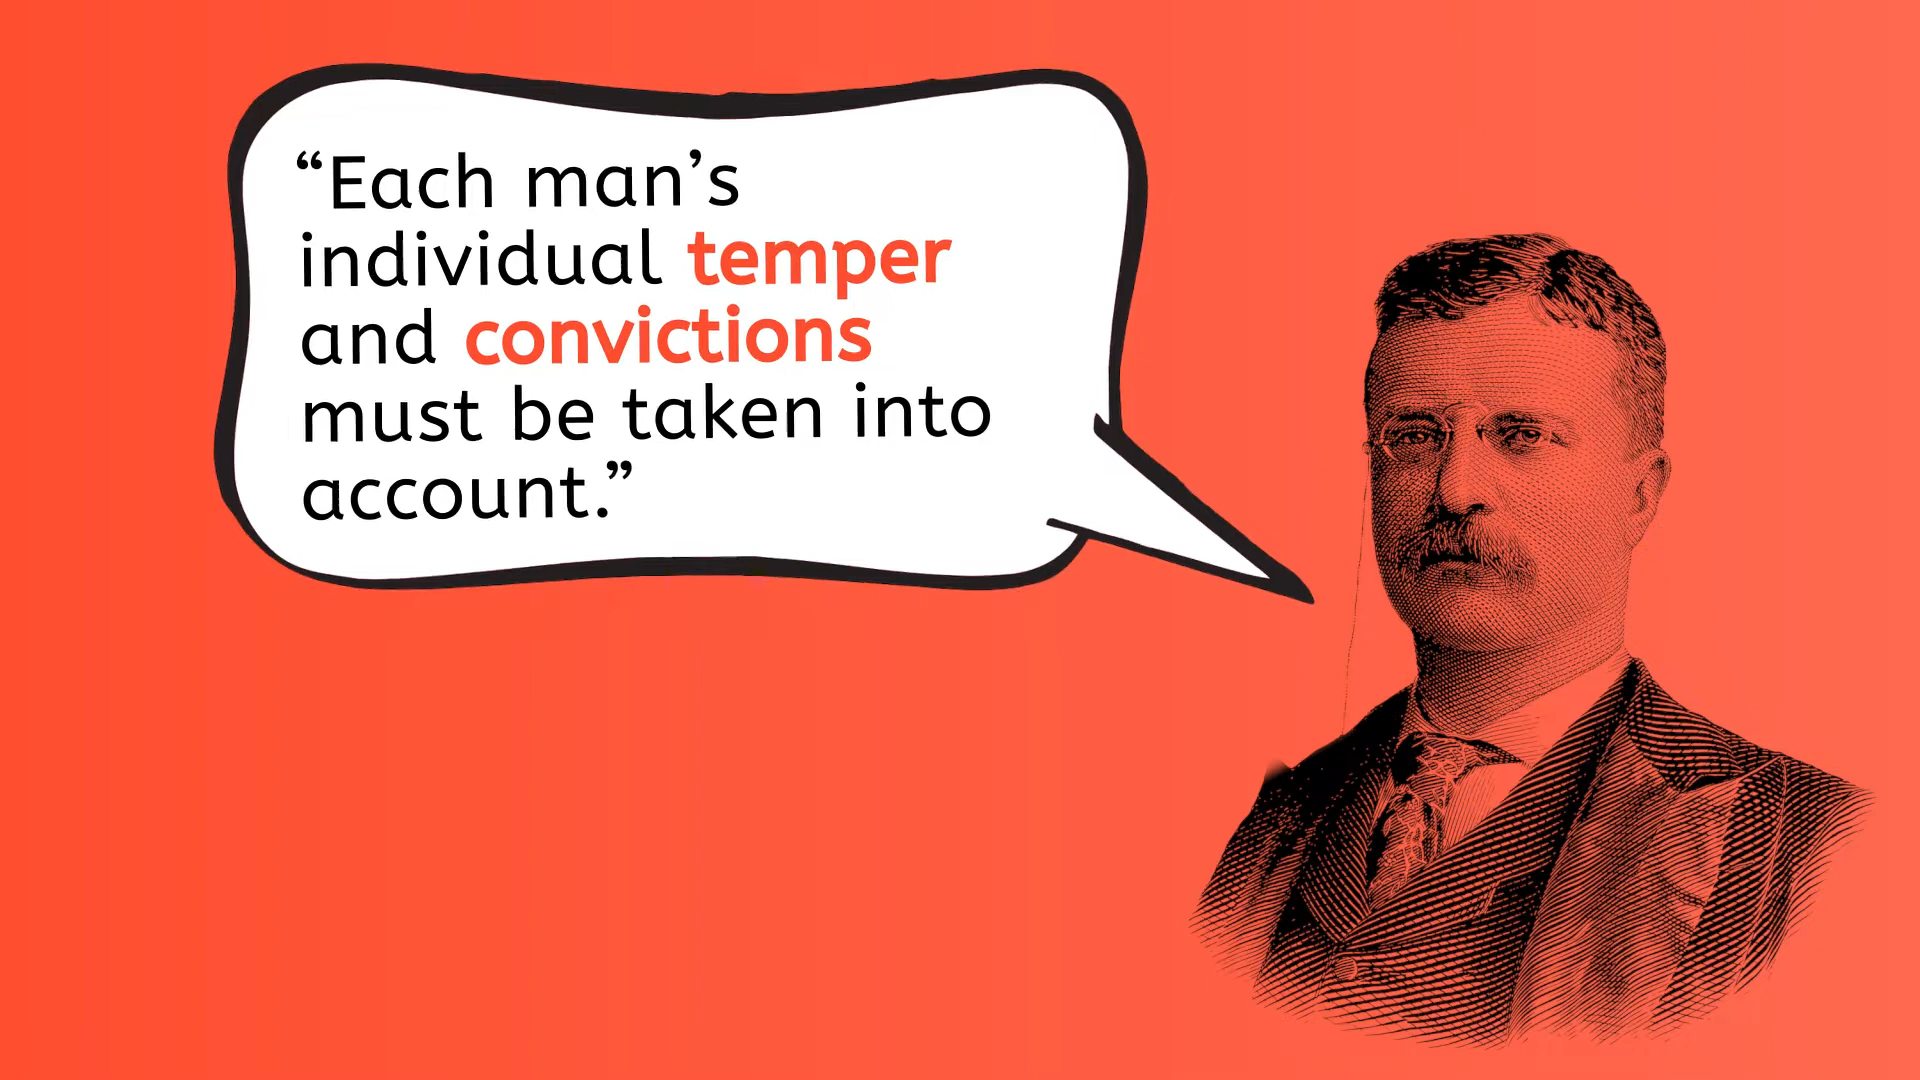 “Each man’s
individual temper
and convictions
must be taken into
account.”